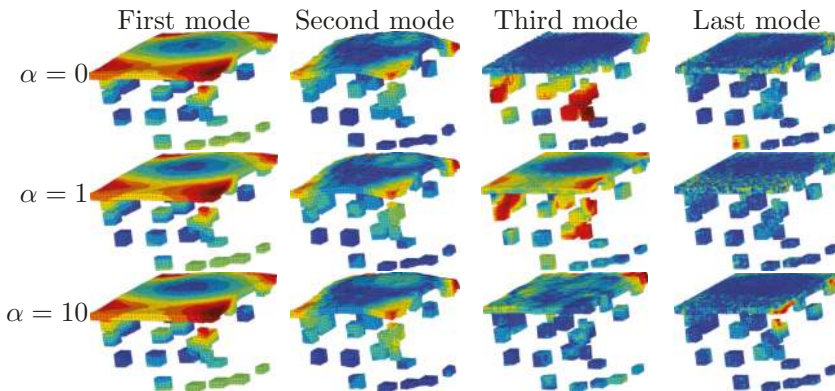 First mode Second mode Third mode Last mode
α = 0
α = 1
α = 10